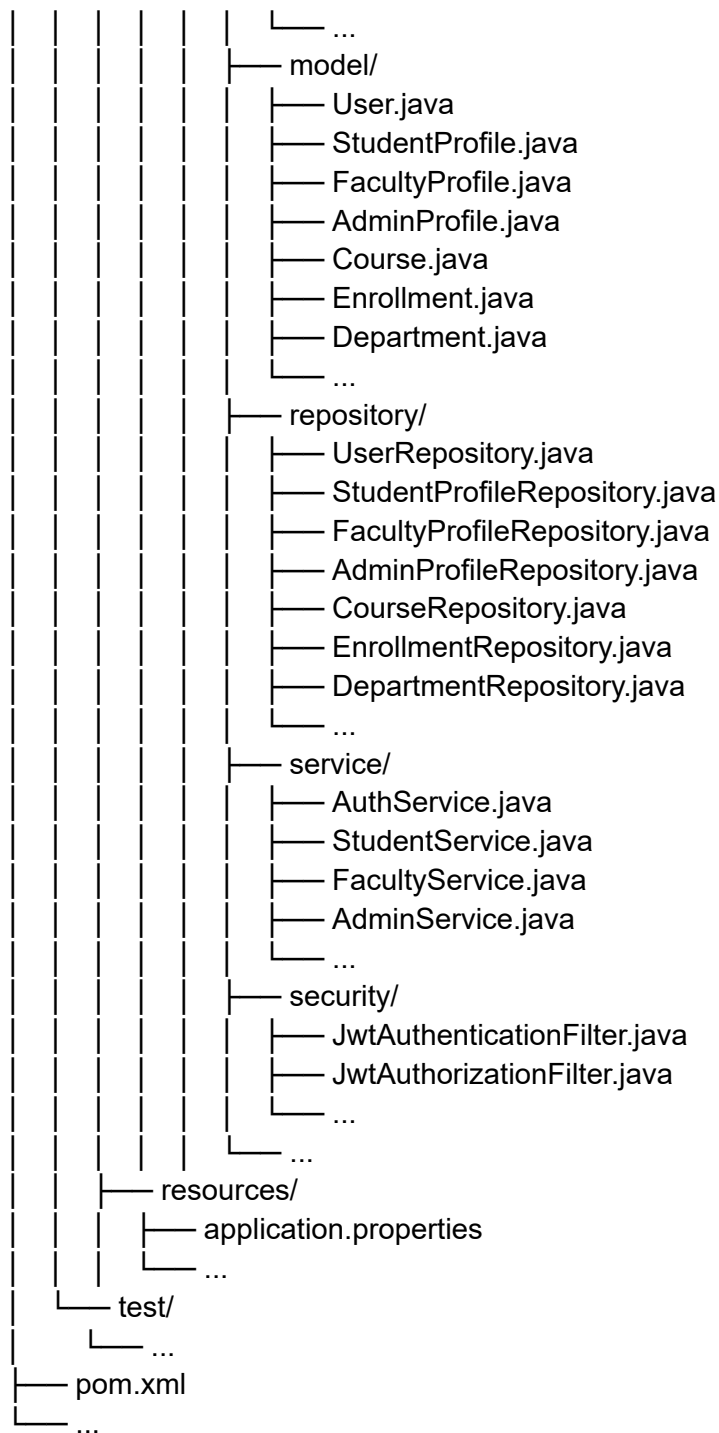 │ │ │ │ │ │ └── ...
│ │ │ │ │ ├── model/
│ │ │ │ │ │ ├── User.java
│ │ │ │ │ │ ├── StudentProfile.java
│ │ │ │ │ │ ├── FacultyProfile.java
│ │ │ │ │ │ ├── AdminProfile.java
│ │ │ │ │ │ ├── Course.java
│ │ │ │ │ │ ├── Enrollment.java
│ │ │ │ │ │ ├── Department.java
│ │ │ │ │ │ └── ...
│ │ │ │ │ ├── repository/
│ │ │ │ │ │ ├── UserRepository.java
│ │ │ │ │ │ ├── StudentProfileRepository.java
│ │ │ │ │ │ ├── FacultyProfileRepository.java
│ │ │ │ │ │ ├── AdminProfileRepository.java
│ │ │ │ │ │ ├── CourseRepository.java
│ │ │ │ │ │ ├── EnrollmentRepository.java
│ │ │ │ │ │ ├── DepartmentRepository.java
│ │ │ │ │ │ └── ...
│ │ │ │ │ ├── service/
│ │ │ │ │ │ ├── AuthService.java
│ │ │ │ │ │ ├── StudentService.java
│ │ │ │ │ │ ├── FacultyService.java
│ │ │ │ │ │ ├── AdminService.java
│ │ │ │ │ │ └── ...
│ │ │ │ │ ├── security/
│ │ │ │ │ │ ├── JwtAuthenticationFilter.java
│ │ │ │ │ │ ├── JwtAuthorizationFilter.java
│ │ │ │ │ │ └── ...
│ │ │ │ │ └── ...
│ │ ├── resources/
│ │ │ ├── application.properties
│ │ │ └── ...
│ └── test/
│ └── ...
├── pom.xml
└── ...